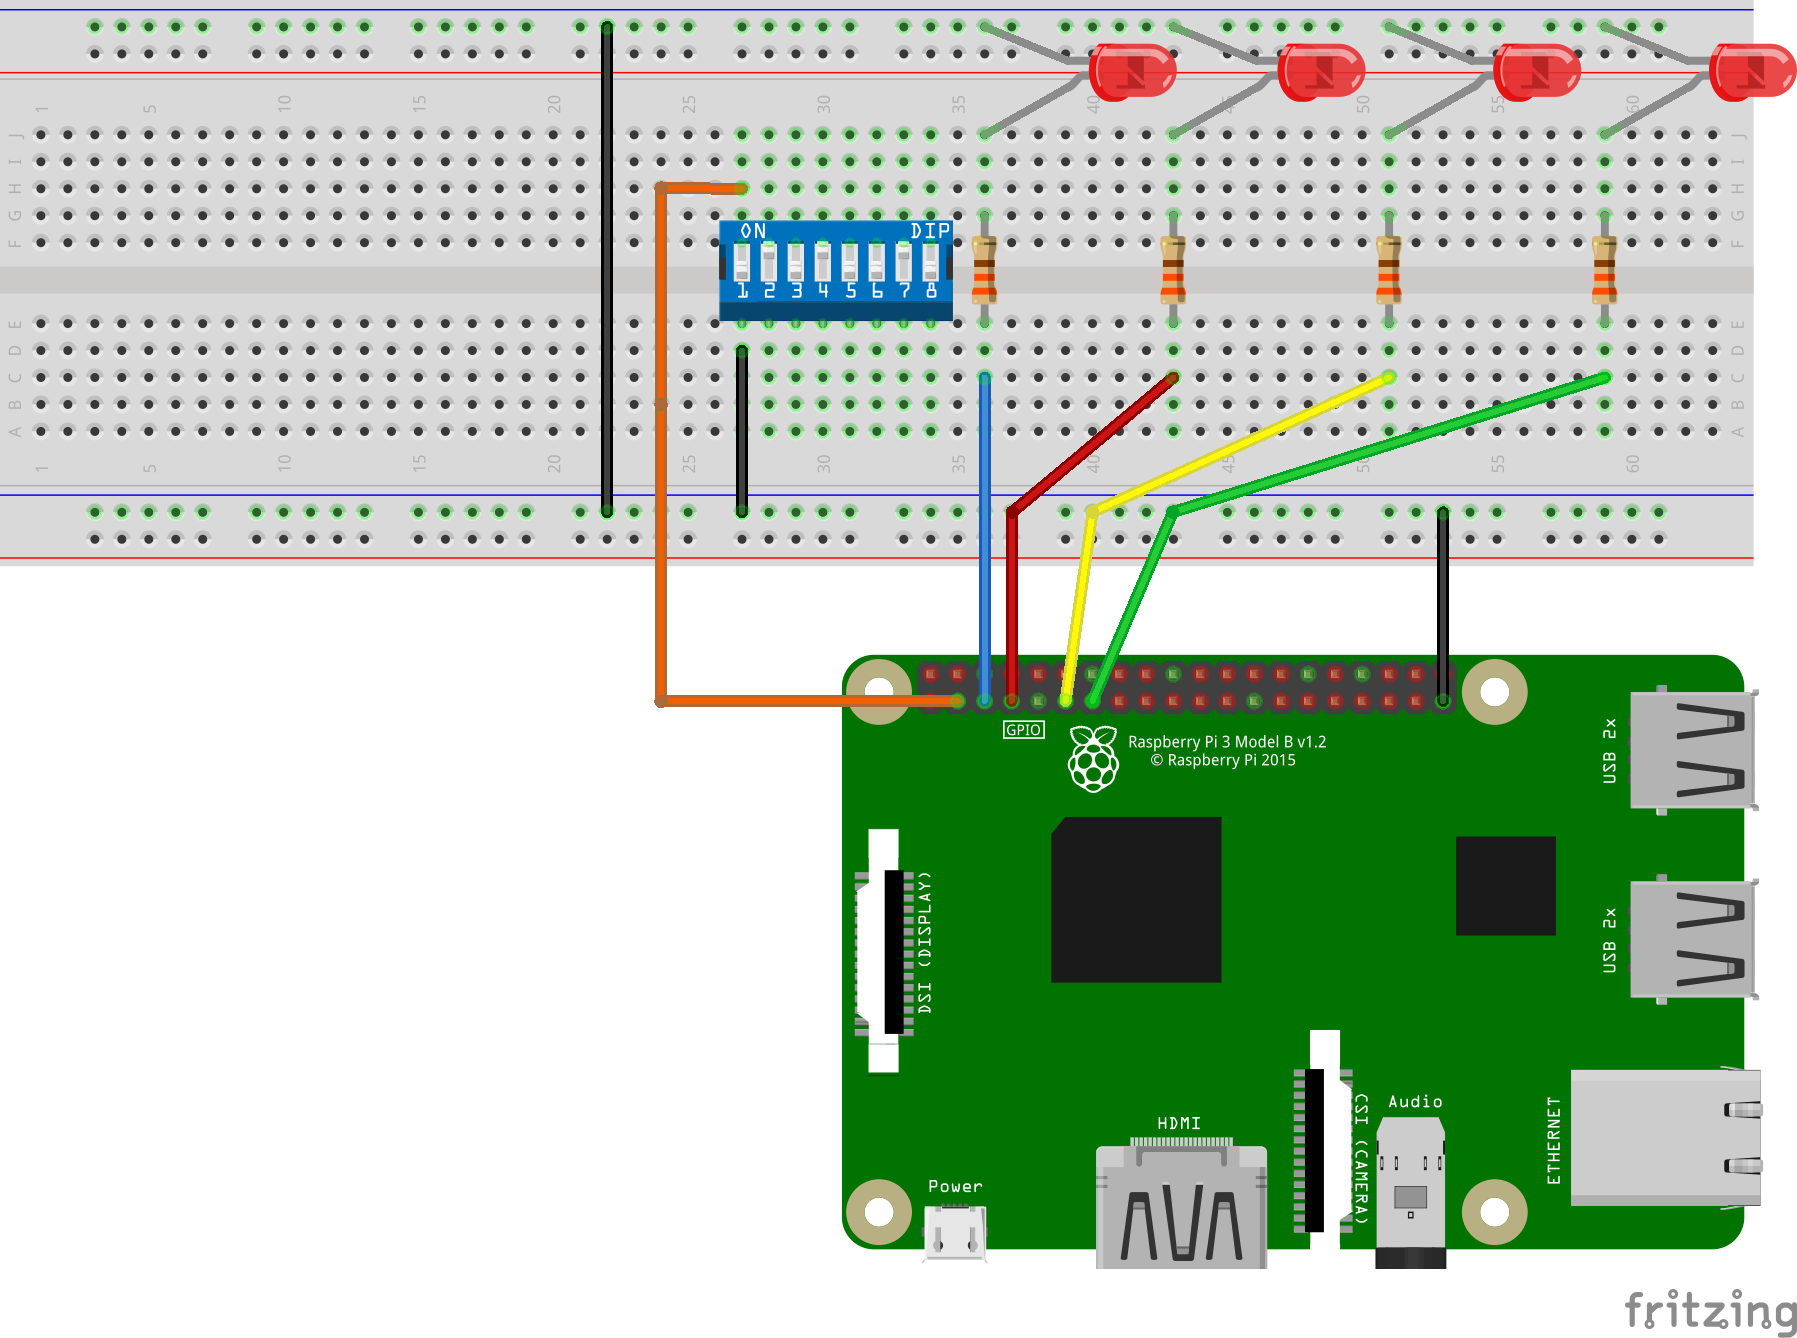 1 5 10 15 20 25 30 35 40 45 50 55 60
J J
I I
H H
G G
F F
ON DIP
1 2 3 4 5 6 7 8
E E
D D
C C
B B
A A
1 5 10 15 20 25 30 35 40 45 50 55 60
GPIO
Raspberry Pi 3 Model B v1.2
© Raspberry Pi 2015
USB 2x
DSI (DISPLAY)
USB 2x
HDMI
CSI (CAMERA)
Audio
ETHERNET
Power
fritzing